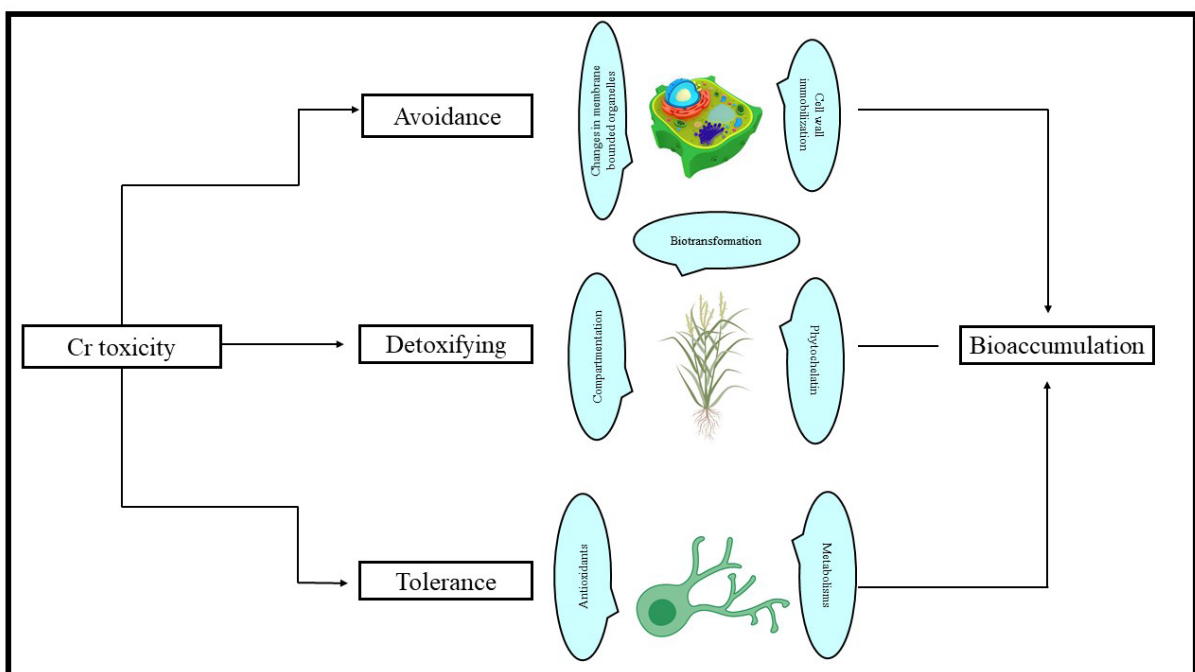 Avoidance
Changes in membrane
bounded organelles
Cell wall
immobilization
Biotransformation
Cr toxicity
Detoxifying
Compartmentation
Phytochelatin
Bioaccumulation
Tolerance
Antioxidants
Metabolisms